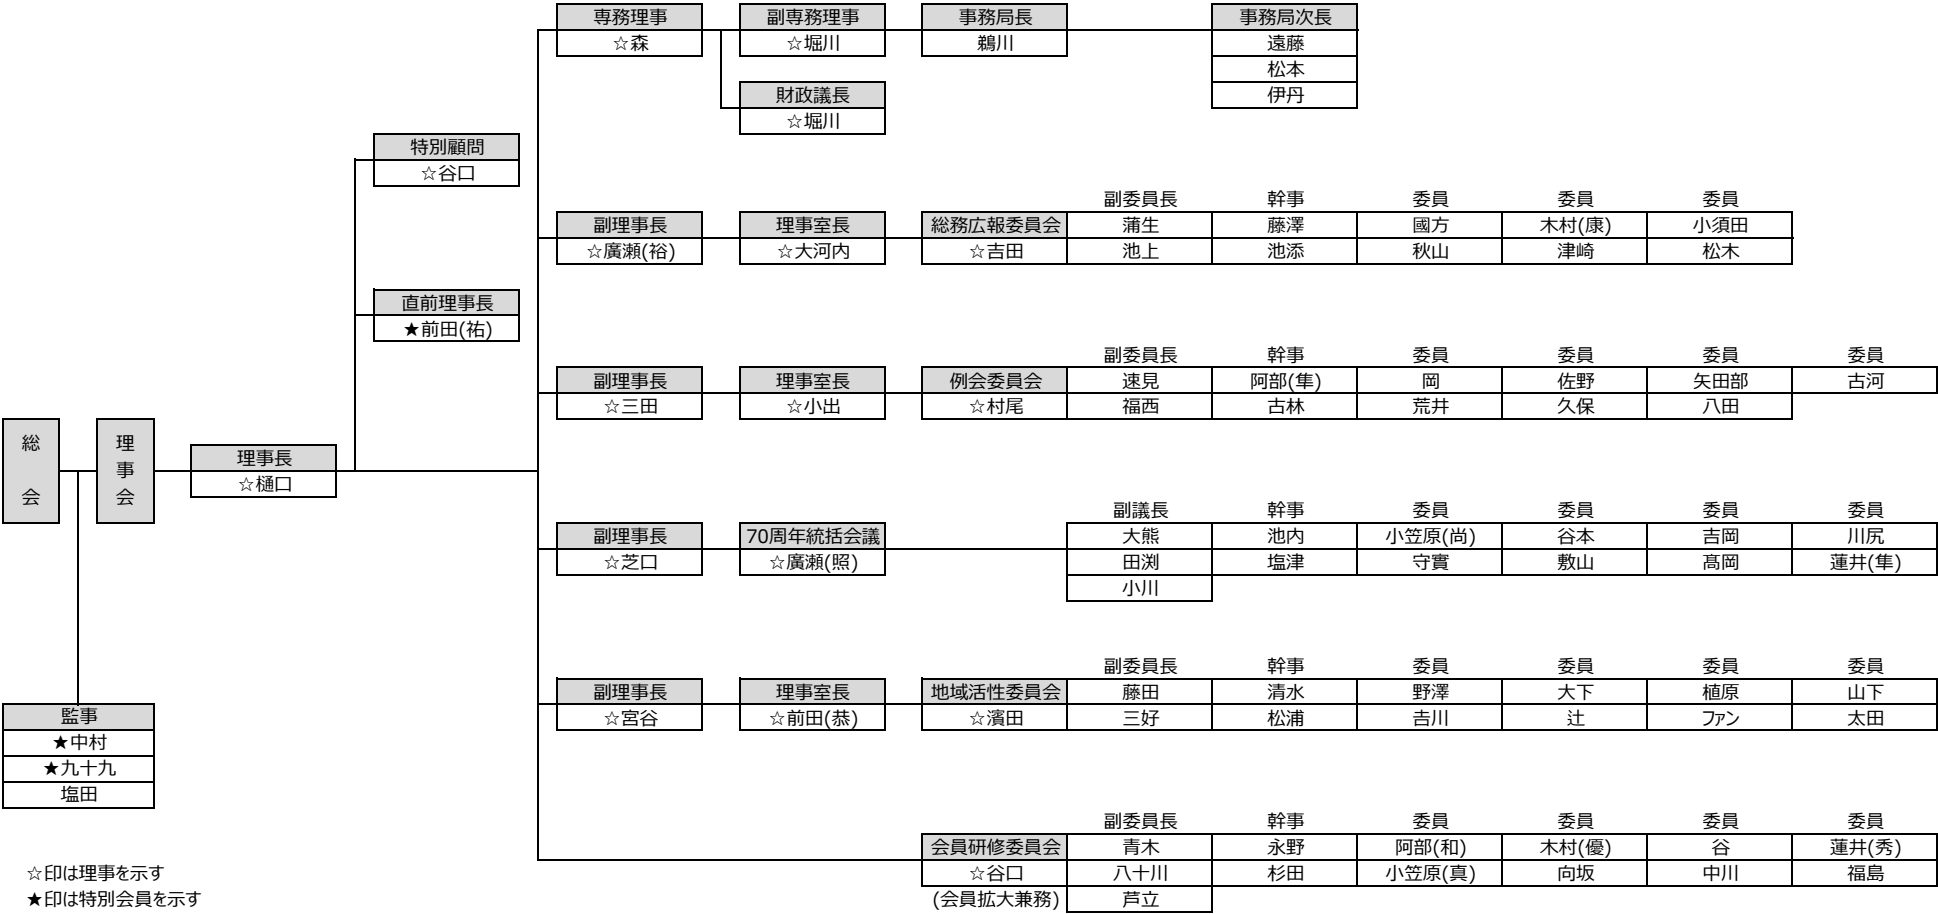 専務理事 副専務理事 事務局長 事務局次長
☆森 ☆堀川 鵜川 遠藤
松本
財政議長 伊丹
☆堀川
特別顧問
☆谷口
副委員長 幹事 委員 委員 委員
副理事長 理事室長 総務広報委員会 蒲生 藤澤 國方 木村(康) 小須田
☆廣瀬(裕) ☆大河内 ☆吉田 池上 池添 秋山 津崎 松木
直前理事長
★前田(祐)
副委員長 幹事 委員 委員 委員 委員
副理事長 理事室長 例会委員会 速見 阿部(隼) 岡 佐野 矢田部 古河
☆三田 ☆小出 ☆村尾 福西 古林 荒井 久保 八田
総会 理事会
理事長
☆樋口
副議長 幹事 委員 委員 委員 委員
副理事長 70周年統括会議 大熊 池内 小笠原(尚) 谷本 吉岡 川尻
☆芝口 ☆廣瀬(照) 田渕 塩津 守實 敷山 髙岡 蓮井(隼)
小川
副委員長 幹事 委員 委員 委員 委員
副理事長 理事室長 地域活性委員会 藤田 清水 野澤 大下 植原 山下
☆宮谷 ☆前田(恭) ☆濱田 三好 松浦 吉川 辻 ファン 太田
監事
★中村
★九十九
塩田
副委員長 幹事 委員 委員 委員 委員
会員研修委員会 青木 永野 阿部(和) 木村(優) 谷 蓮井(秀)
☆谷口 八十川 杉田 小笠原(真) 向坂 中川 福島
(会員拡大兼務) 芦立
☆印は理事を示す
★印は特別会員を示す